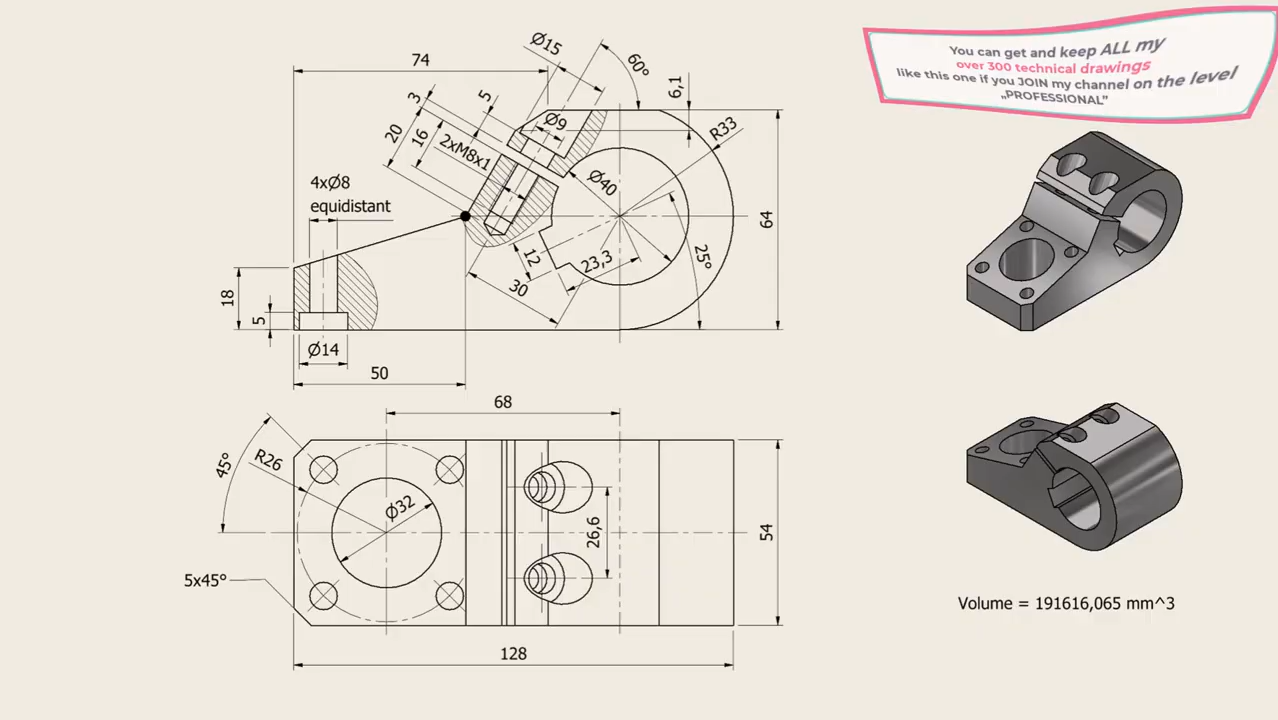 You can get and keep ALL my
over 300 technical drawings
like this one if you JOIN my channel on the level
„PROFESSIONAL”
Ø15
60°
74
6,1
3
5
R33
20
16
Ø9
2xM8x1
Ø40
4xØ8
equidistant
64
12
23,3
25°
18
5
30
Ø14
50
68
45°
R26
Ø32
26,6
54
5x45°
128
Volume = 191616,065 mm^3